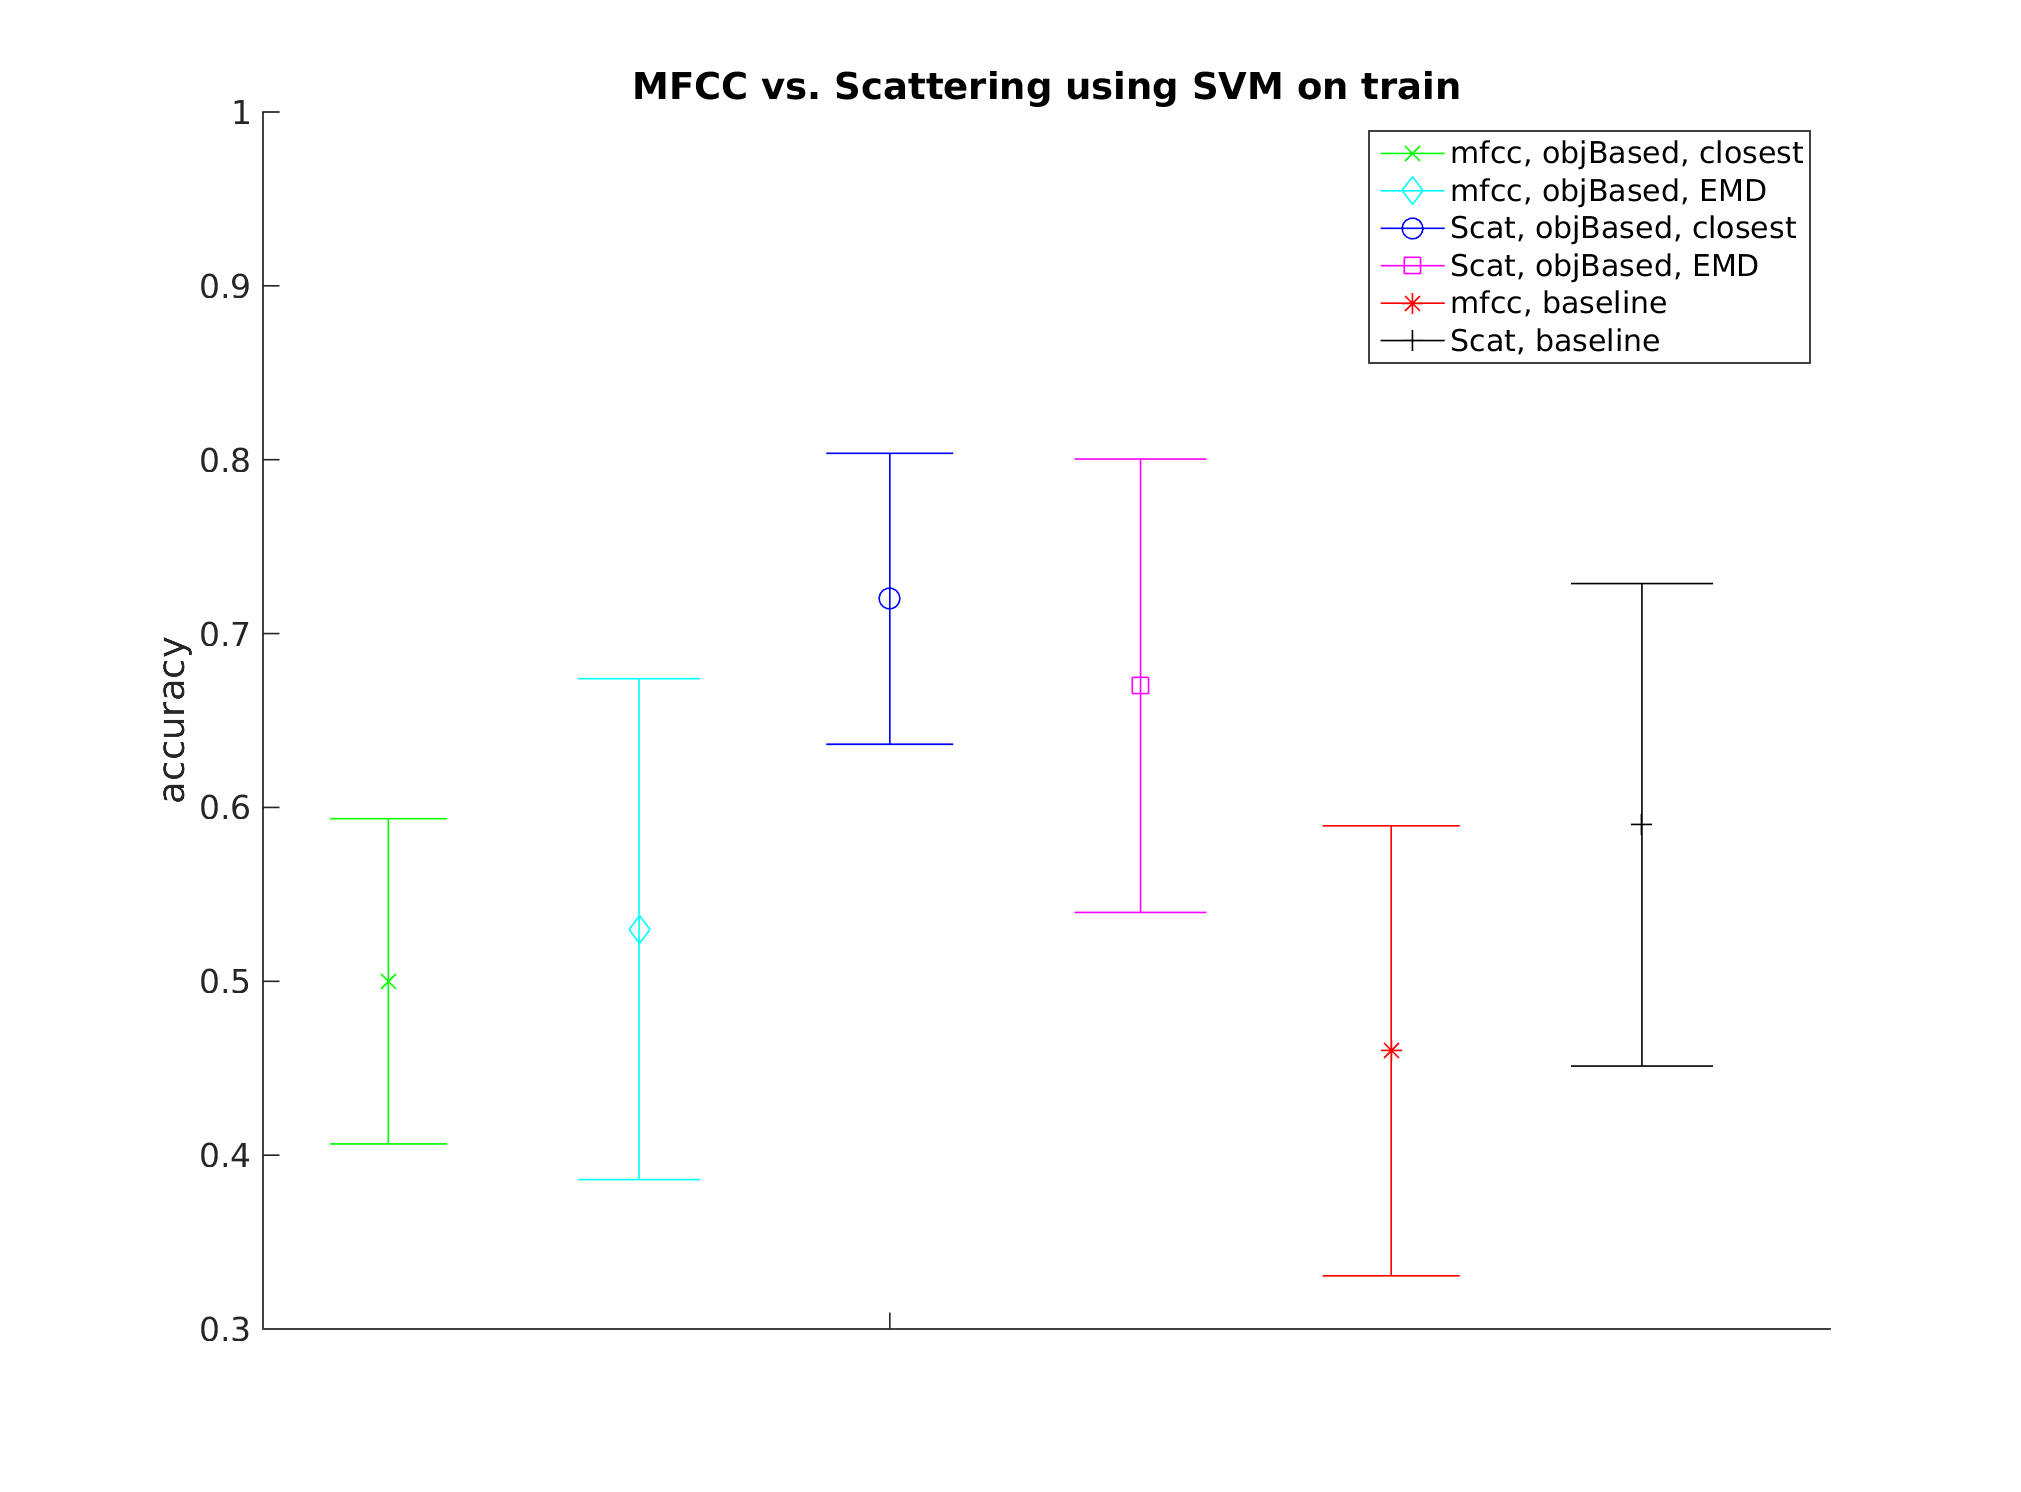 MFCC vs. Scattering using SVM on train
mfcc, objBased, closest
mfcc, objBased, EMD
Scat, objBased, closest
Scat, objBased, EMD
mfcc, baseline
Scat, baseline
accuracy
1
0.9
0.8
0.7
0.6
0.5
0.4
0.3